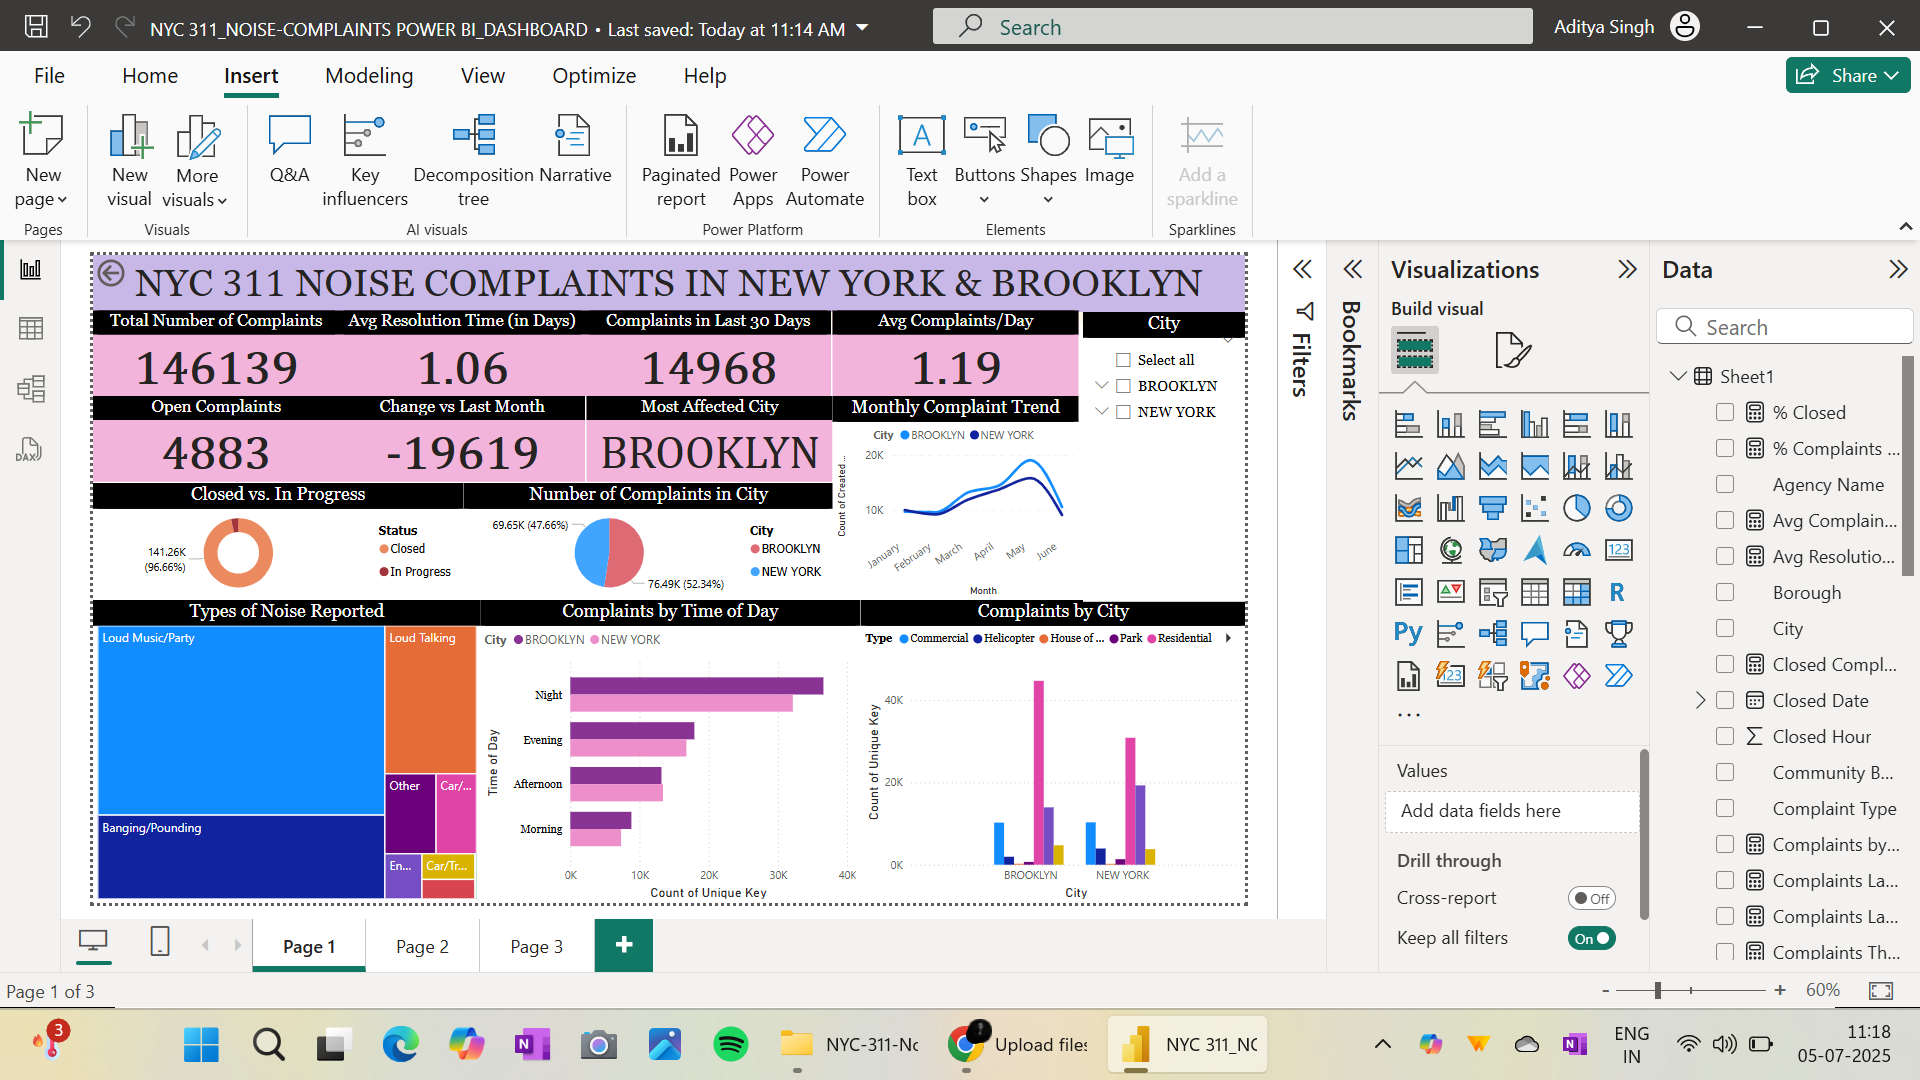 NYC 311_NOISE-COMPLAINTS POWER BI_DASHBOARD • Last saved: Today at 11:14 AM
Search
Aditya Singh
File
Home
Insert
Modeling
View
Optimize
Help
Share
New page
New visual
More visuals
Q&A
Key influencers
Decomposition tree
Narrative
Paginated report
Power Apps
Power Automate
Text box
Buttons
Shapes
Image
Add a sparkline
Pages
Visuals
AI visuals
Power Platform
Elements
Sparklines
NYC 311 NOISE COMPLAINTS IN NEW YORK & BROOKLYN
Total Number of Complaints
146139
Avg Resolution Time (in Days)
1.06
Complaints in Last 30 Days
14968
Avg Complaints/Day
1.19
City
Select all
BROOKLYN
NEW YORK
Open Complaints
4883
Change vs Last Month
-19619
Most Affected City
BROOKLYN
Monthly Complaint Trend
City BROOKLYN NEW YORK
20K
10K
Count of Created ...
January
February
March
April
May
June
Month
Closed vs. In Progress
141.26K
(96.66%)
Status
Closed
In Progress
Number of Complaints in City
69.65K (47.66%)
76.49K (52.34%)
City
BROOKLYN
NEW YORK
Types of Noise Reported
Loud Music/Party
Loud Talking
Banging/Pounding
Other
Car/...
En...
Car/Tr...
Complaints by Time of Day
City BROOKLYN NEW YORK
Time of Day
Night
Evening
Afternoon
Morning
0K
10K
20K
30K
40K
Count of Unique Key
Complaints by City
Type Commercial Helicopter House of ... Park Residential
Count of Unique Key
40K
20K
0K
BROOKLYN
NEW YORK
City
Filters
Bookmarks
Visualizations
Build visual
123
R
Py
123
...
Values
Add data fields here
Drill through
Cross-report
Off
Keep all filters
On
Data
Search
Sheet1
% Closed
% Complaints ...
Agency Name
Avg Complain...
Avg Resolutio...
Borough
City
Closed Compl...
Closed Date
Closed Hour
Community B...
Complaint Type
Complaints by...
Complaints La...
Complaints La...
Complaints Th...
DAX
Page 1
Page 2
Page 3
+
Page 1 of 3
- + 60%
3
NYC-311-No
Upload files
NYC 311_NO
ENG
IN
11:18
05-07-2025